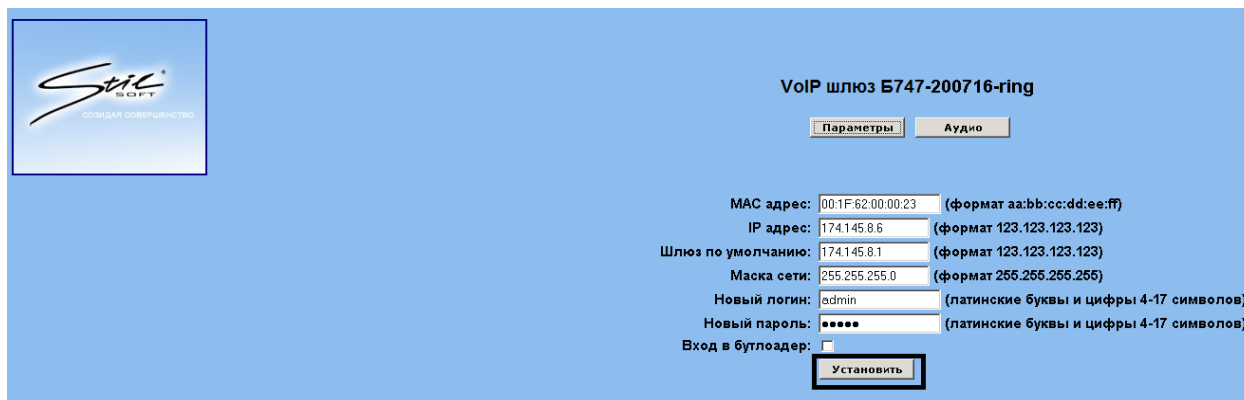 Stil
SOFT
СОЗИДАЯ СОВЕРШЕНСТВО
VoIP шлюз Б747-200716-ring
Параметры Аудио
MAC адрес: 00:1F:62:00:00:23 (формат aa:bb:cc:dd:ee:ff)
IP адрес: 174.145.8.6 (формат 123.123.123.123)
Шлюз по умолчанию: 174.145.8.1 (формат 123.123.123.123)
Маска сети: 255.255.255.0 (формат 255.255.255.255)
Новый логин: admin (латинские буквы и цифры 4-17 символов)
Новый пароль: ●●●●● (латинские буквы и цифры 4-17 символов)
Вход в бутлоадер:
Установить